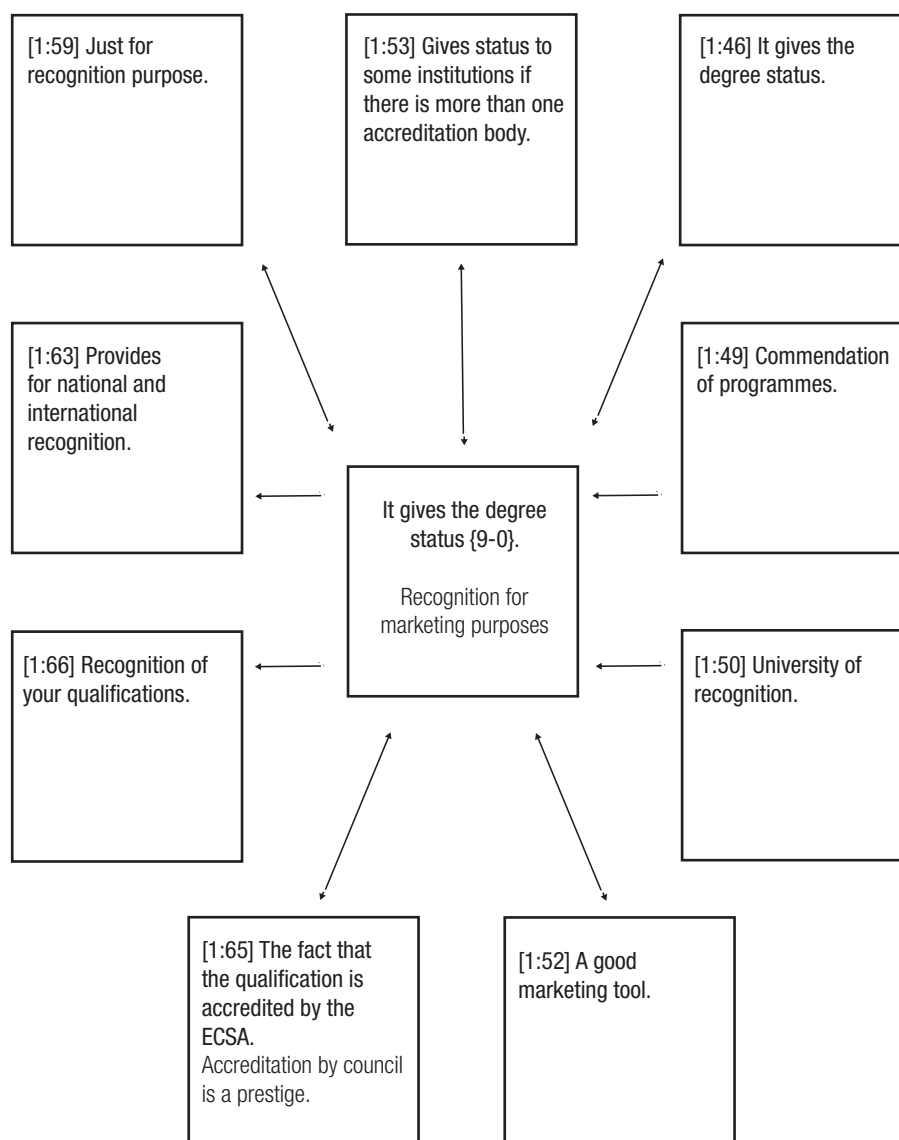 [1:59] Just for
recognition purpose.
[1:53] Gives status to
some institutions if
there is more than one
accreditation body.
[1:46] It gives the
degree status.
[1:63] Provides
for national and
international
recognition.
[1:49] Commendation
of programmes.
It gives the degree
status {9-0}.
Recognition for
marketing purposes
[1:66] Recognition of
your qualifications.
[1:50] University of
recognition.
[1:65] The fact that
the qualification is
accredited by the
ECSA.
Accreditation by council
is a prestige.
[1:52] A good
marketing tool.